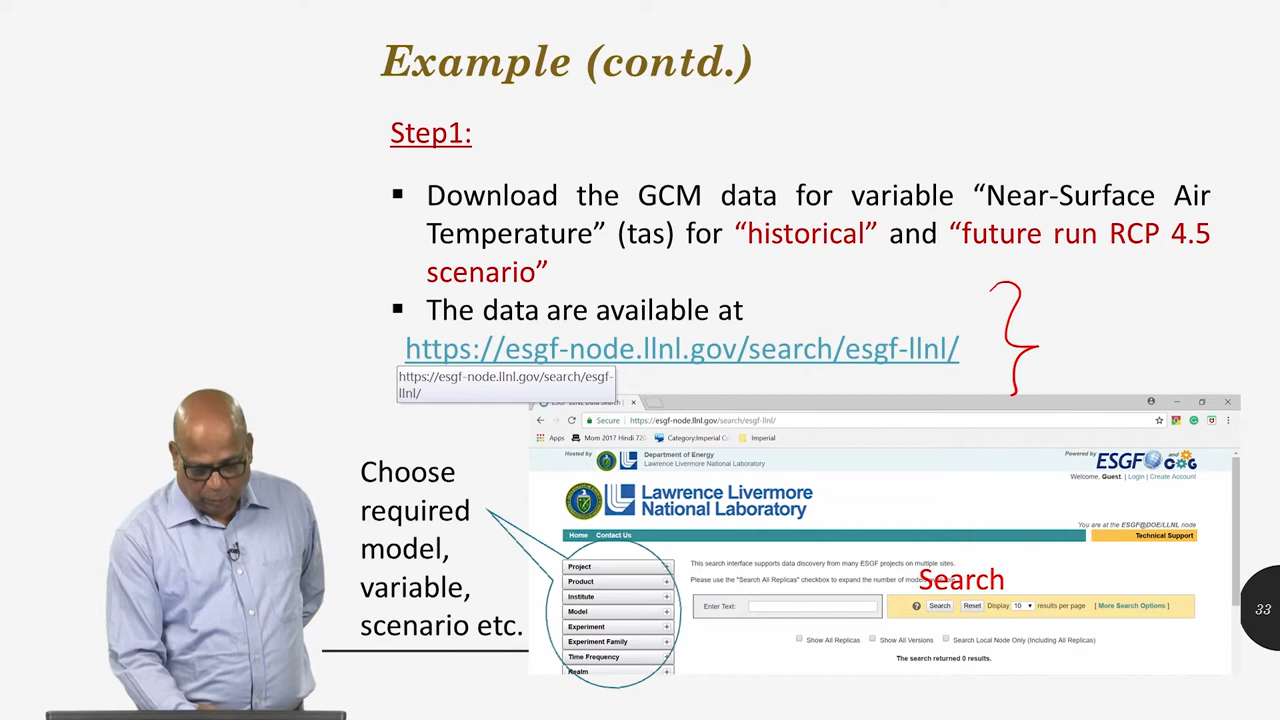 Example (contd.)
Step1:
▪ Download the GCM data for variable “Near-Surface Air
Temperature” (tas) for “historical” and “future run RCP 4.5
scenario”
▪ The data are available at
https://esgf-node.llnl.gov/search/esgf-llnl/
https://esgf-node.llnl.gov/search/esgf-
llnl/
Choose
required
model,
variable,
scenario etc.
Secure https://esgf-node.llnl.gov/search/esgf-llnl/
Apps Mom 2017 Hindi 720 Category:Imperial C Imperial
Hosted by
Department of Energy
Lawrence Livermore National Laboratory
Powered by
ESGF and COG
Welcome, Guest. | Login | Create Account
Lawrence Livermore
National Laboratory
You are at the ESGF@DOE/LLNL node
Home Contact Us
Technical Support
Project
Product
Institute
Model
Experiment
Experiment Family
Time Frequency
Realm
This search interface supports data discovery from many ESGF projects on multiple sites.
Please use the "Search All Replicas" checkbox to expand the number of
Search
Enter Text:
Search Reset Display 10 results per page [ More Search Options ]
Show All Replicas Show All Versions Search Local Node Only (Including All Replicas)
The search returned 0 results.
33